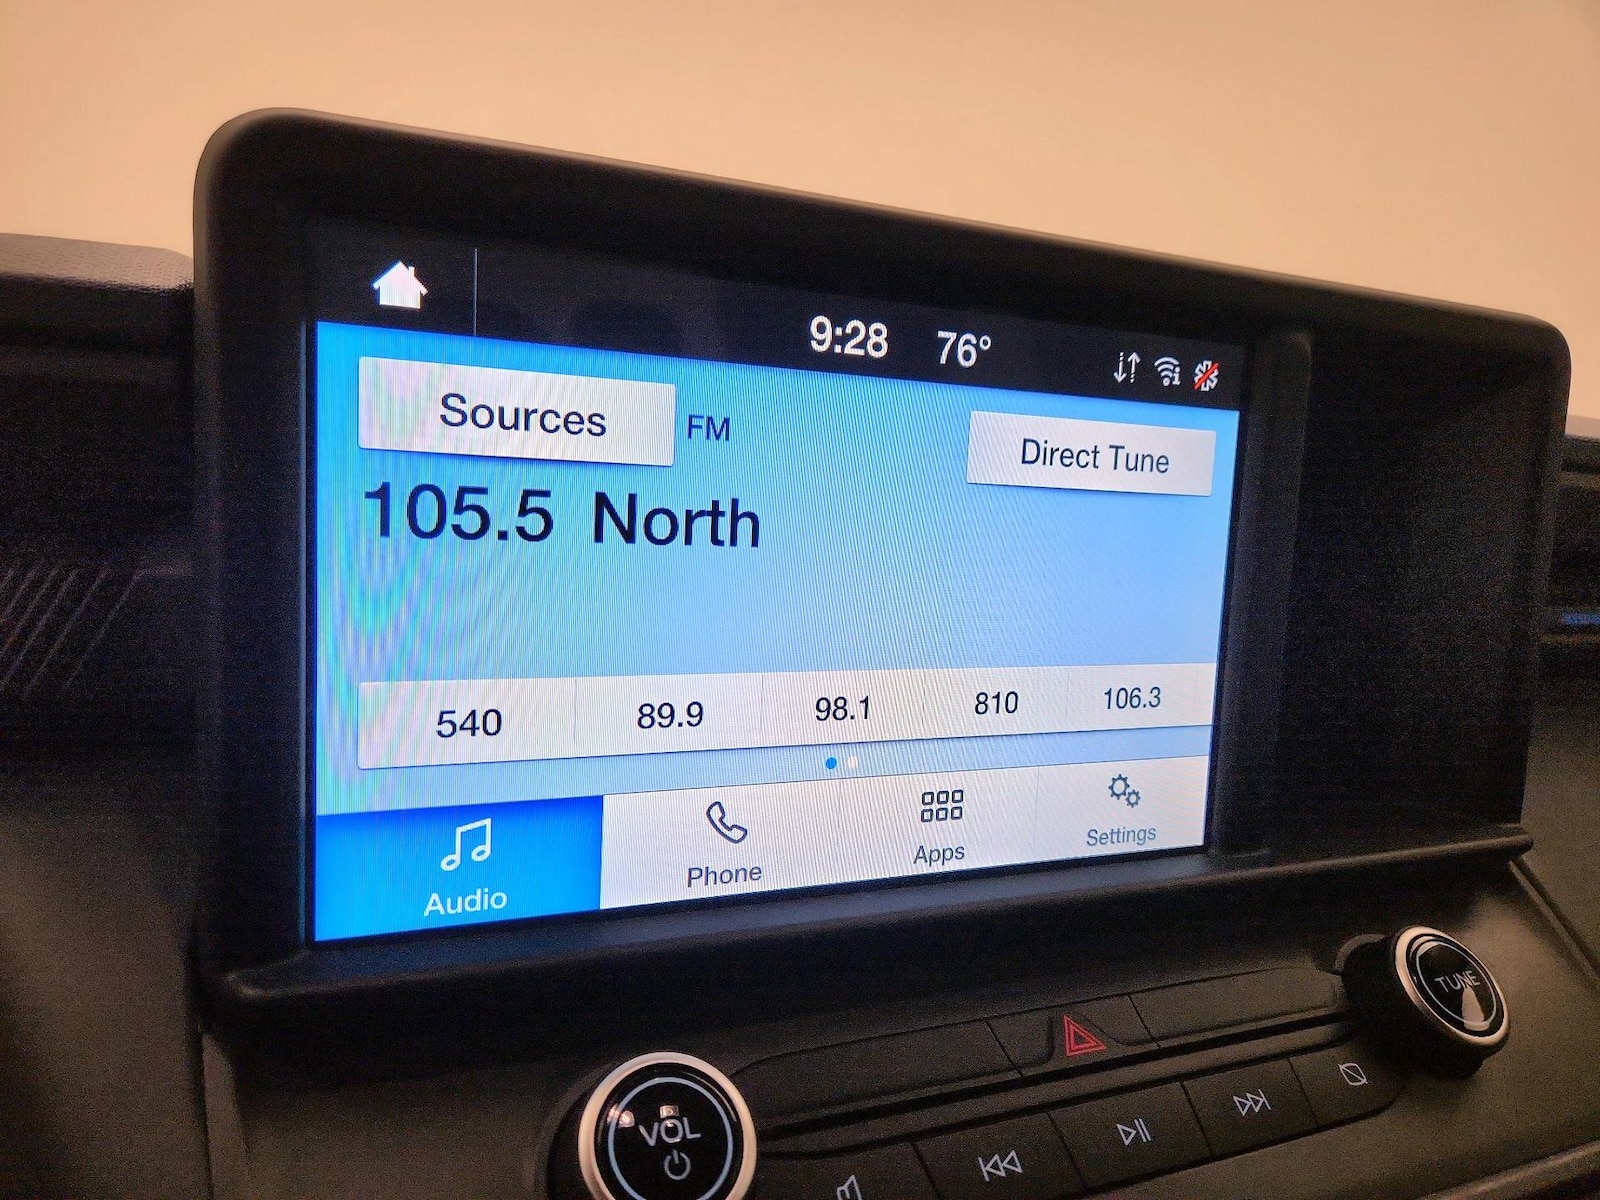 9:28 76°
Sources FM Direct Tune
105.5 North
540 89.9 98.1 810 106.3
Audio Phone Apps Settings
TUNE
VOL